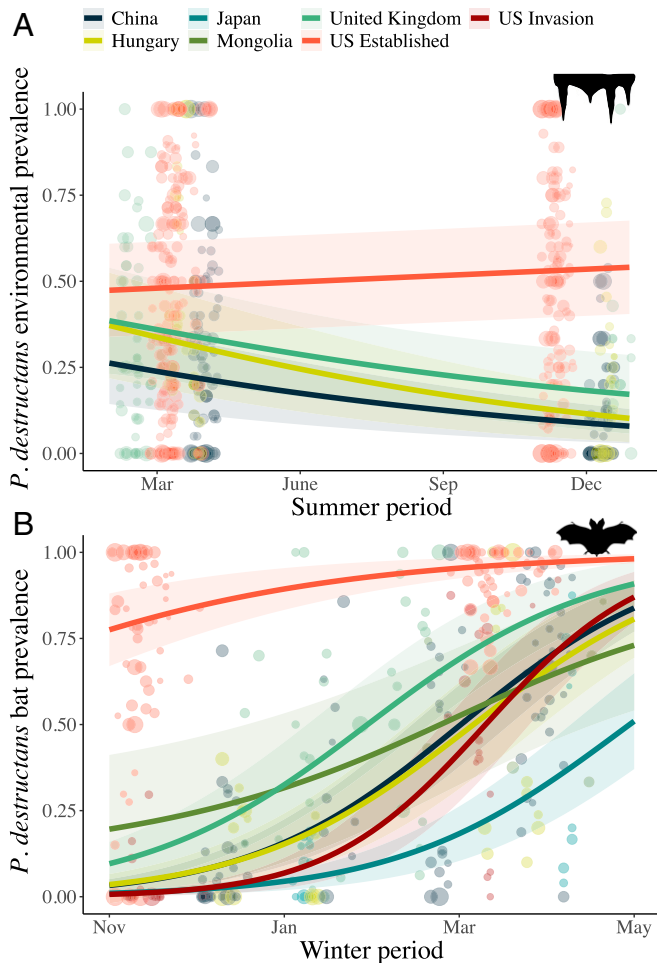 A
China Japan United Kingdom US Invasion
Hungary Mongolia US Established
P. destructans environmental prevalence
1.00
0.75
0.50
0.25
0.00
Mar June Sep Dec
Summer period
B
P. destructans bat prevalence
1.00
0.75
0.50
0.25
0.00
Nov Jan Mar May
Winter period